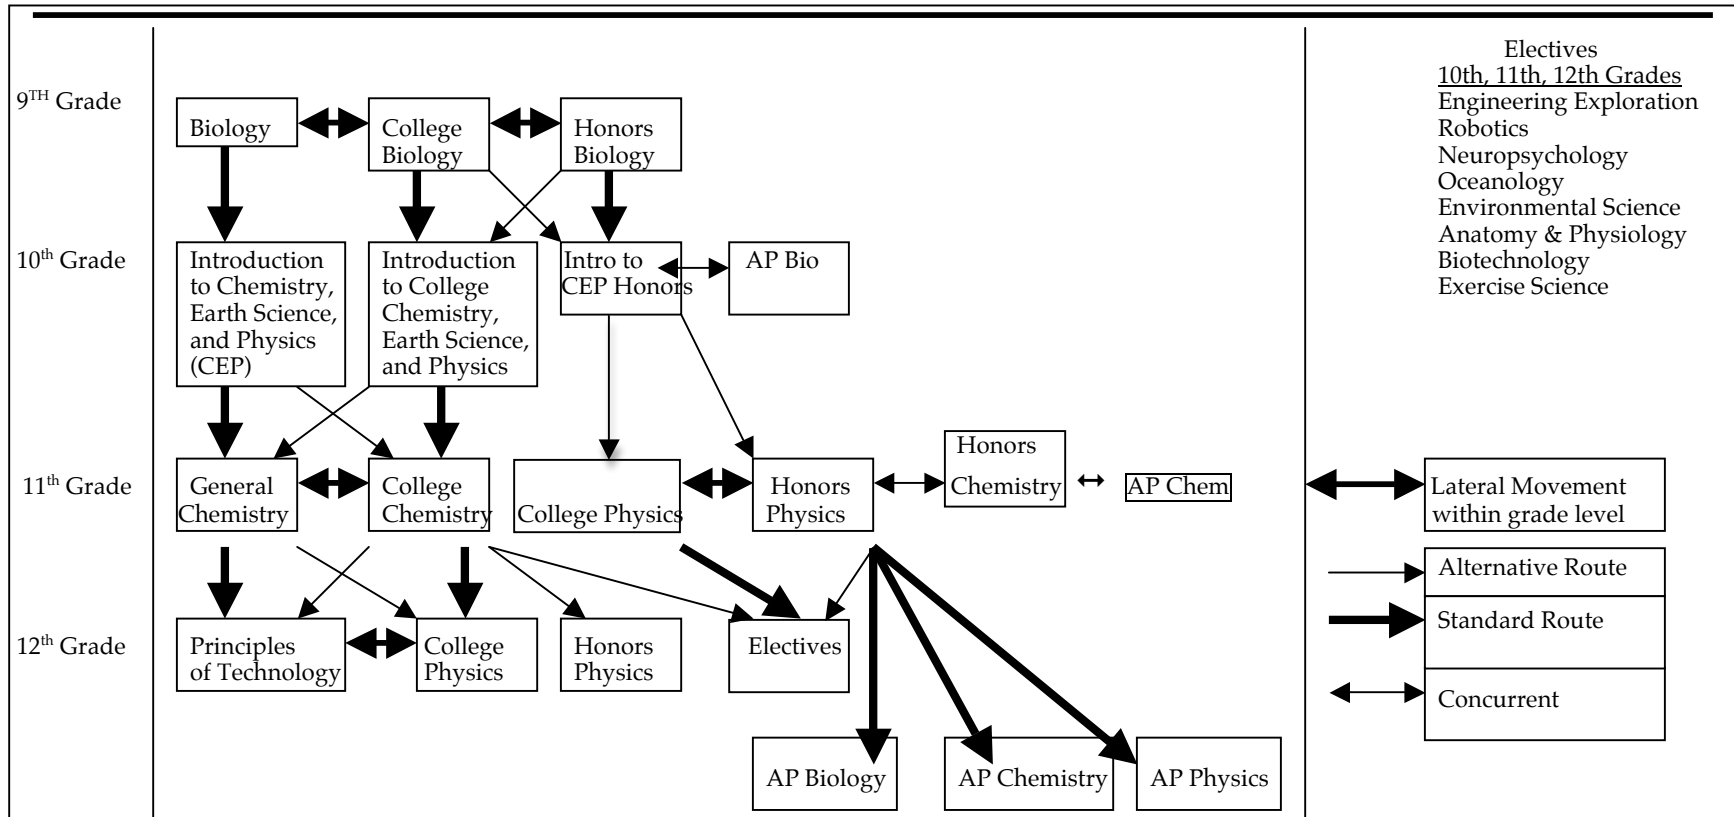 Electives
10th, 11th, 12th Grades
Engineering Exploration
Robotics
Neuropsychology
Oceanology
Environmental Science
Anatomy & Physiology
Biotechnology
Exercise Science
9TH Grade
Biology
College
Biology
Honors
Biology
10th Grade
Introduction
to Chemistry,
Earth Science,
and Physics
(CEP)
Introduction
to College
Chemistry,
Earth Science,
and Physics
Intro to
CEP Honors
AP Bio
11th Grade
General
Chemistry
College
Chemistry
College Physics
Honors
Physics
Honors
Chemistry
AP Chem
Lateral Movement
within grade level
Alternative Route
Standard Route
Concurrent
12th Grade
Principles
of Technology
College
Physics
Honors
Physics
Electives
AP Biology
AP Chemistry
AP Physics